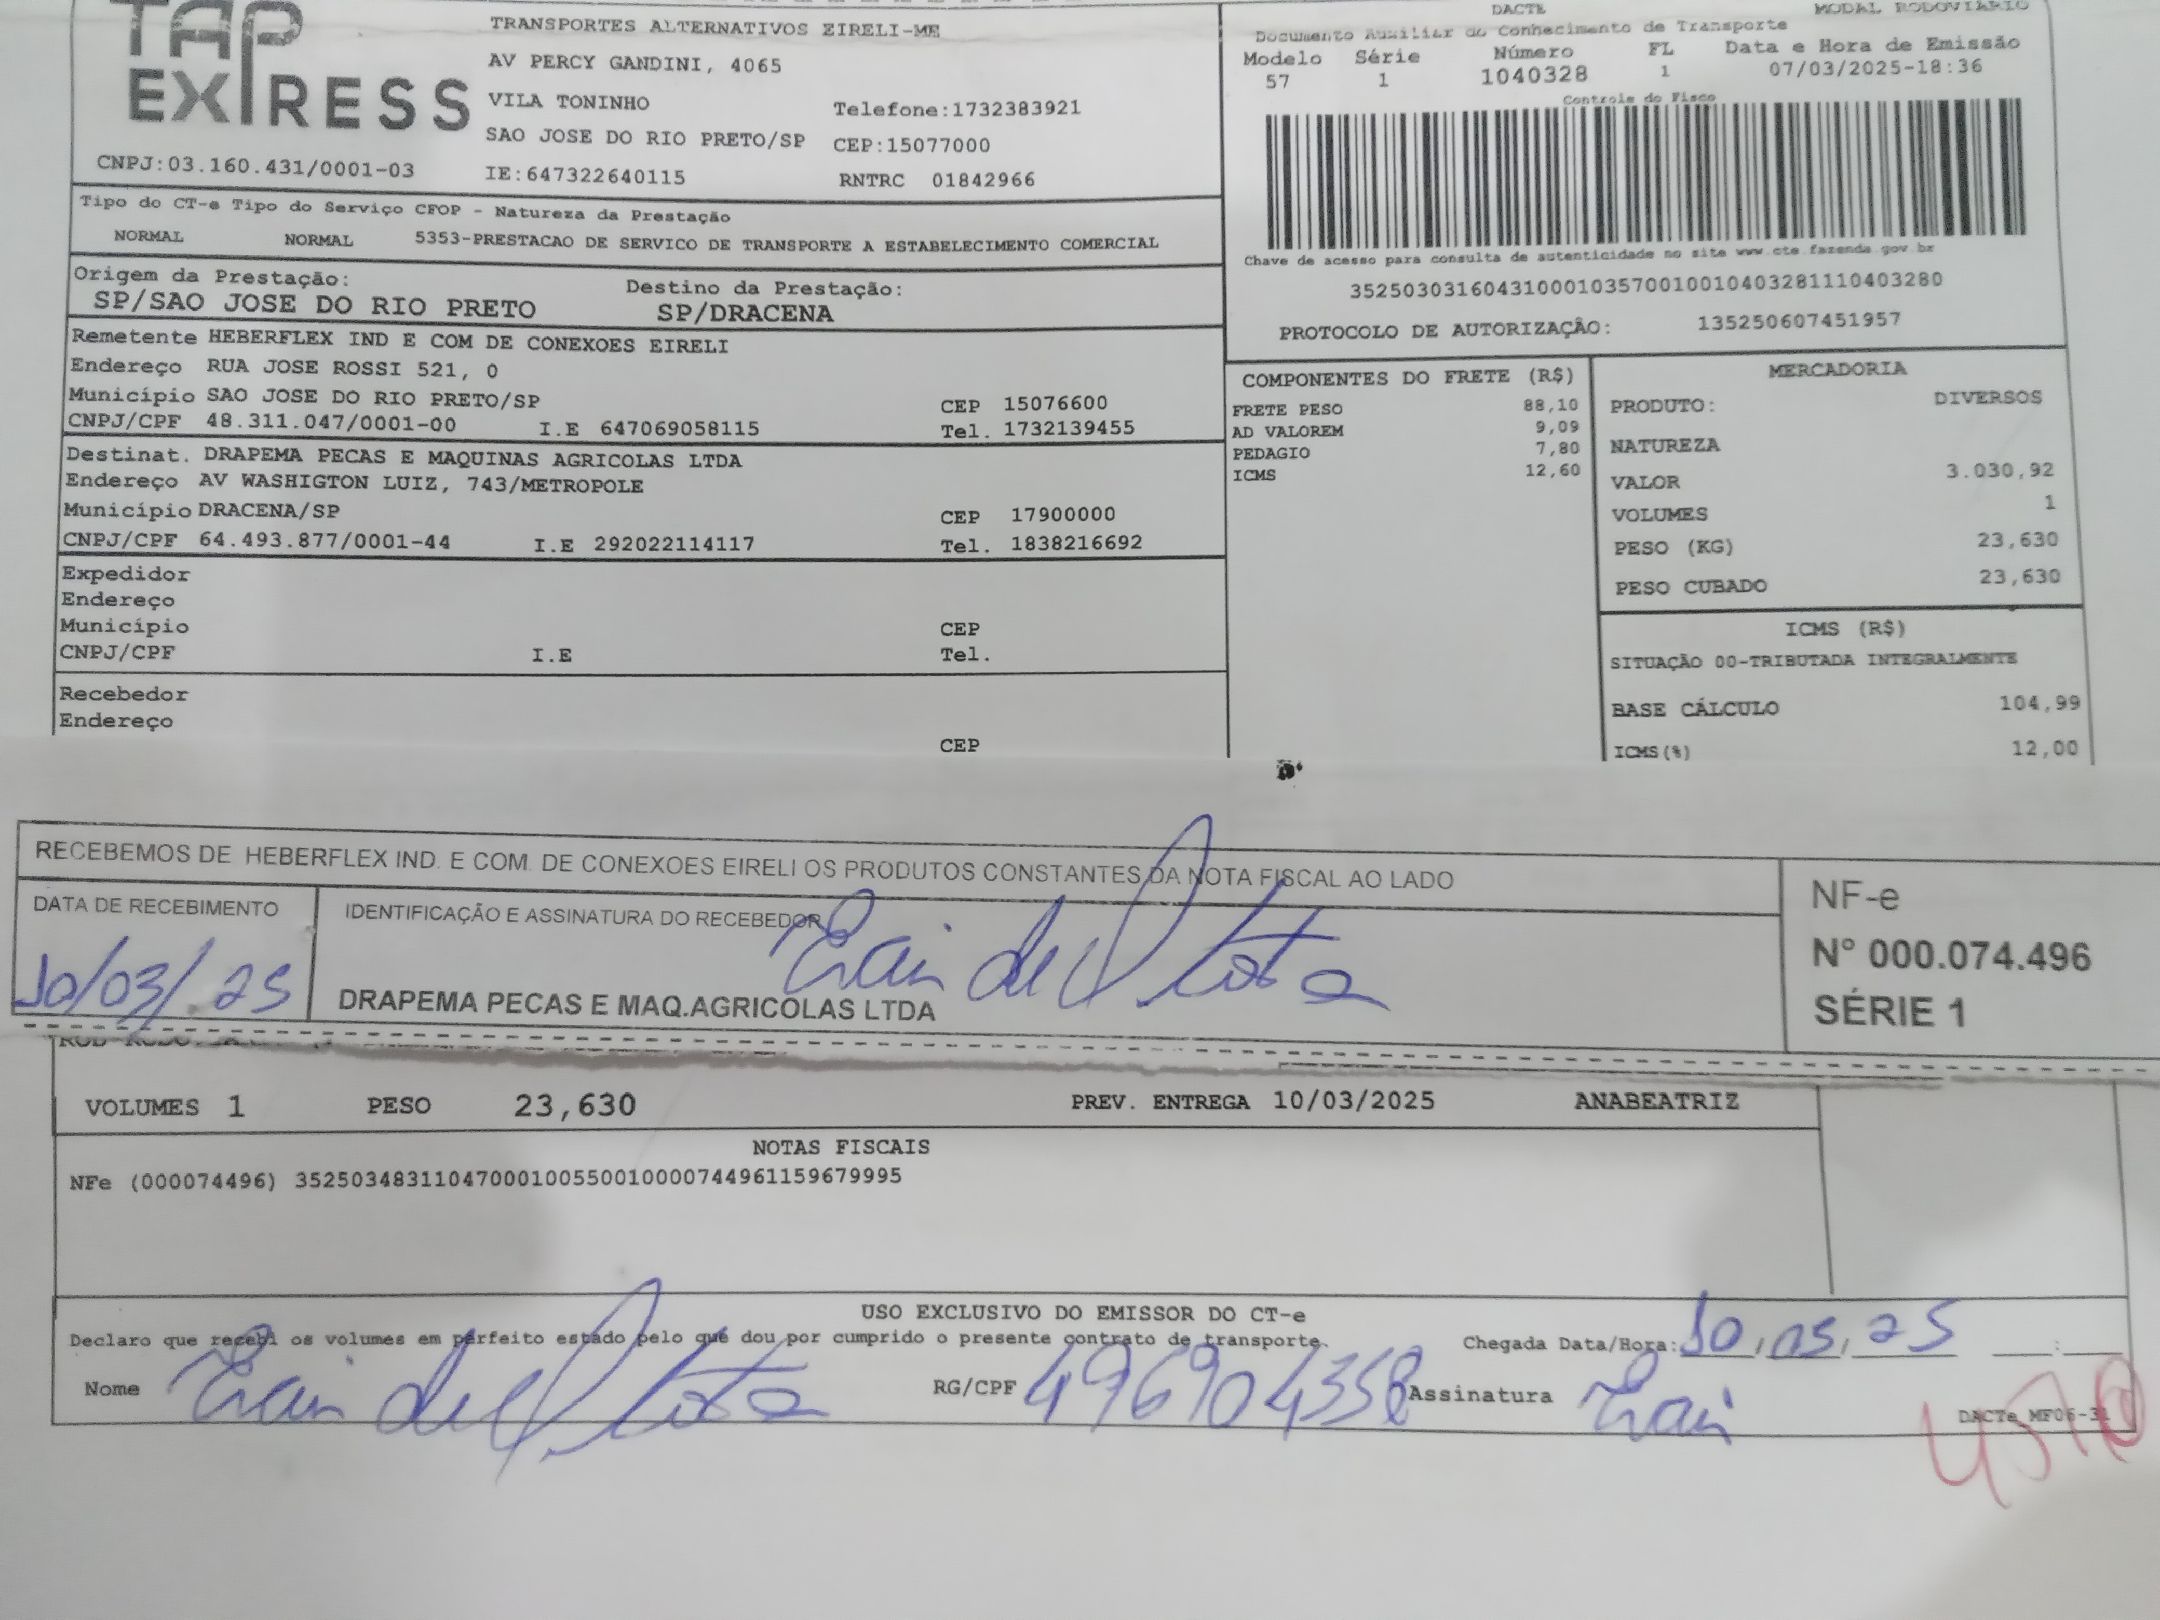 TAP EXPRESS
TRANSPORTES ALTERNATIVOS EIRELI-ME
AV PERCY GANDINI, 4065
VILA TONINHO Telefone:1732383921
SAO JOSE DO RIO PRETO/SP CEP:15077000
CNPJ:03.160.431/0001-03 IE:647322640115 RNTRC 01842966
DACTE MODAL RODOVIÁRIO
Documento Auxiliar do Conhecimento de Transporte
Modelo Série Número FL Data e Hora de Emissão
57 1 1040328 1 07/03/2025-18:36
Controle do Fisco
Chave de acesso para consulta de autenticidade no site www.cte.fazenda.gov.br
35250303160431000103570010010403281110403280
PROTOCOLO DE AUTORIZAÇÃO: 135250607451957
Tipo do CT-e Tipo do Serviço CFOP - Natureza da Prestação
NORMAL NORMAL 5353-PRESTACAO DE SERVICO DE TRANSPORTE A ESTABELECIMENTO COMERCIAL
Origem da Prestação: Destino da Prestação:
SP/SAO JOSE DO RIO PRETO SP/DRACENA
Remetente HEBERFLEX IND E COM DE CONEXOES EIRELI
Endereço RUA JOSE ROSSI 521, 0
Município SAO JOSE DO RIO PRETO/SP CEP 15076600
CNPJ/CPF 48.311.047/0001-00 I.E 647069058115 Tel. 1732139455
Destinat. DRAPEMA PECAS E MAQUINAS AGRICOLAS LTDA
Endereço AV WASHIGTON LUIZ, 743/METROPOLE
Município DRACENA/SP CEP 17900000
CNPJ/CPF 64.493.877/0001-44 I.E 292022114117 Tel. 1838216692
Expedidor
Endereço
Município CEP
CNPJ/CPF I.E Tel.
Recebedor
Endereço
CEP
COMPONENTES DO FRETE (R$)
FRETE PESO 88,10
AD VALOREM 9,09
PEDAGIO 7,80
ICMS 12,60
MERCADORIA
PRODUTO: DIVERSOS
NATUREZA
VALOR 3.030,92
VOLUMES 1
PESO (KG) 23,630
PESO CUBADO 23,630
ICMS (R$)
SITUAÇÃO 00-TRIBUTADA INTEGRALMENTE
BASE CÁLCULO 104,99
ICMS(%) 12,00
RECEBEMOS DE HEBERFLEX IND. E COM. DE CONEXOES EIRELI OS PRODUTOS CONSTANTES DA NOTA FISCAL AO LADO
DATA DE RECEBIMENTO IDENTIFICAÇÃO E ASSINATURA DO RECEBEDOR
10/03/25
DRAPEMA PECAS E MAQ.AGRICOLAS LTDA
NF-e
N° 000.074.496
SÉRIE 1
VOLUMES 1 PESO 23,630 PREV. ENTREGA 10/03/2025 ANABEATRIZ
NOTAS FISCAIS
NFe (000074496) 35250348311047000100550010000744961159679995
USO EXCLUSIVO DO EMISSOR DO CT-e
Declaro que recebi os volumes em perfeito estado pelo que dou por cumprido o presente contrato de transporte. Chegada Data/Hora: 10,03,25 :
Nome RG/CPF 496904358 Assinatura
DACTe MF06-31